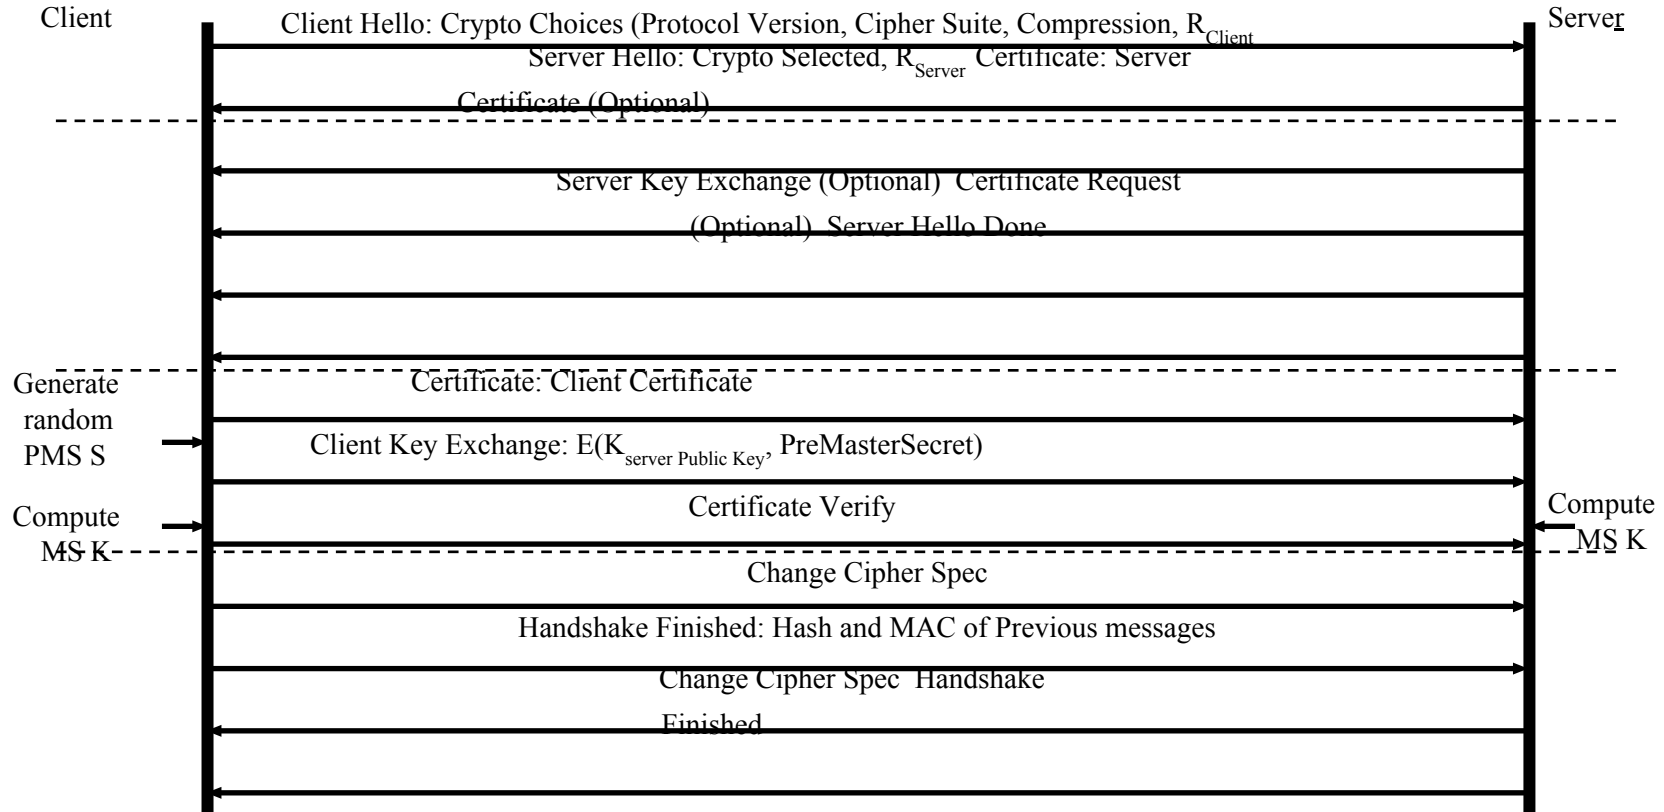 Client
Client Hello: Crypto Choices (Protocol Version, Cipher Suite, Compression, R_Client
Server
Server Hello: Crypto Selected, R_Server Certificate: Server
Certificate (Optional)
Server Key Exchange (Optional) Certificate Request
(Optional) Server Hello Done
Certificate: Client Certificate
Generate
random
PMS S
Client Key Exchange: E(K_server Public Key, PreMasterSecret)
Certificate Verify
Compute
MS K
Compute
MS K
Change Cipher Spec
Handshake Finished: Hash and MAC of Previous messages
Change Cipher Spec Handshake
Finished